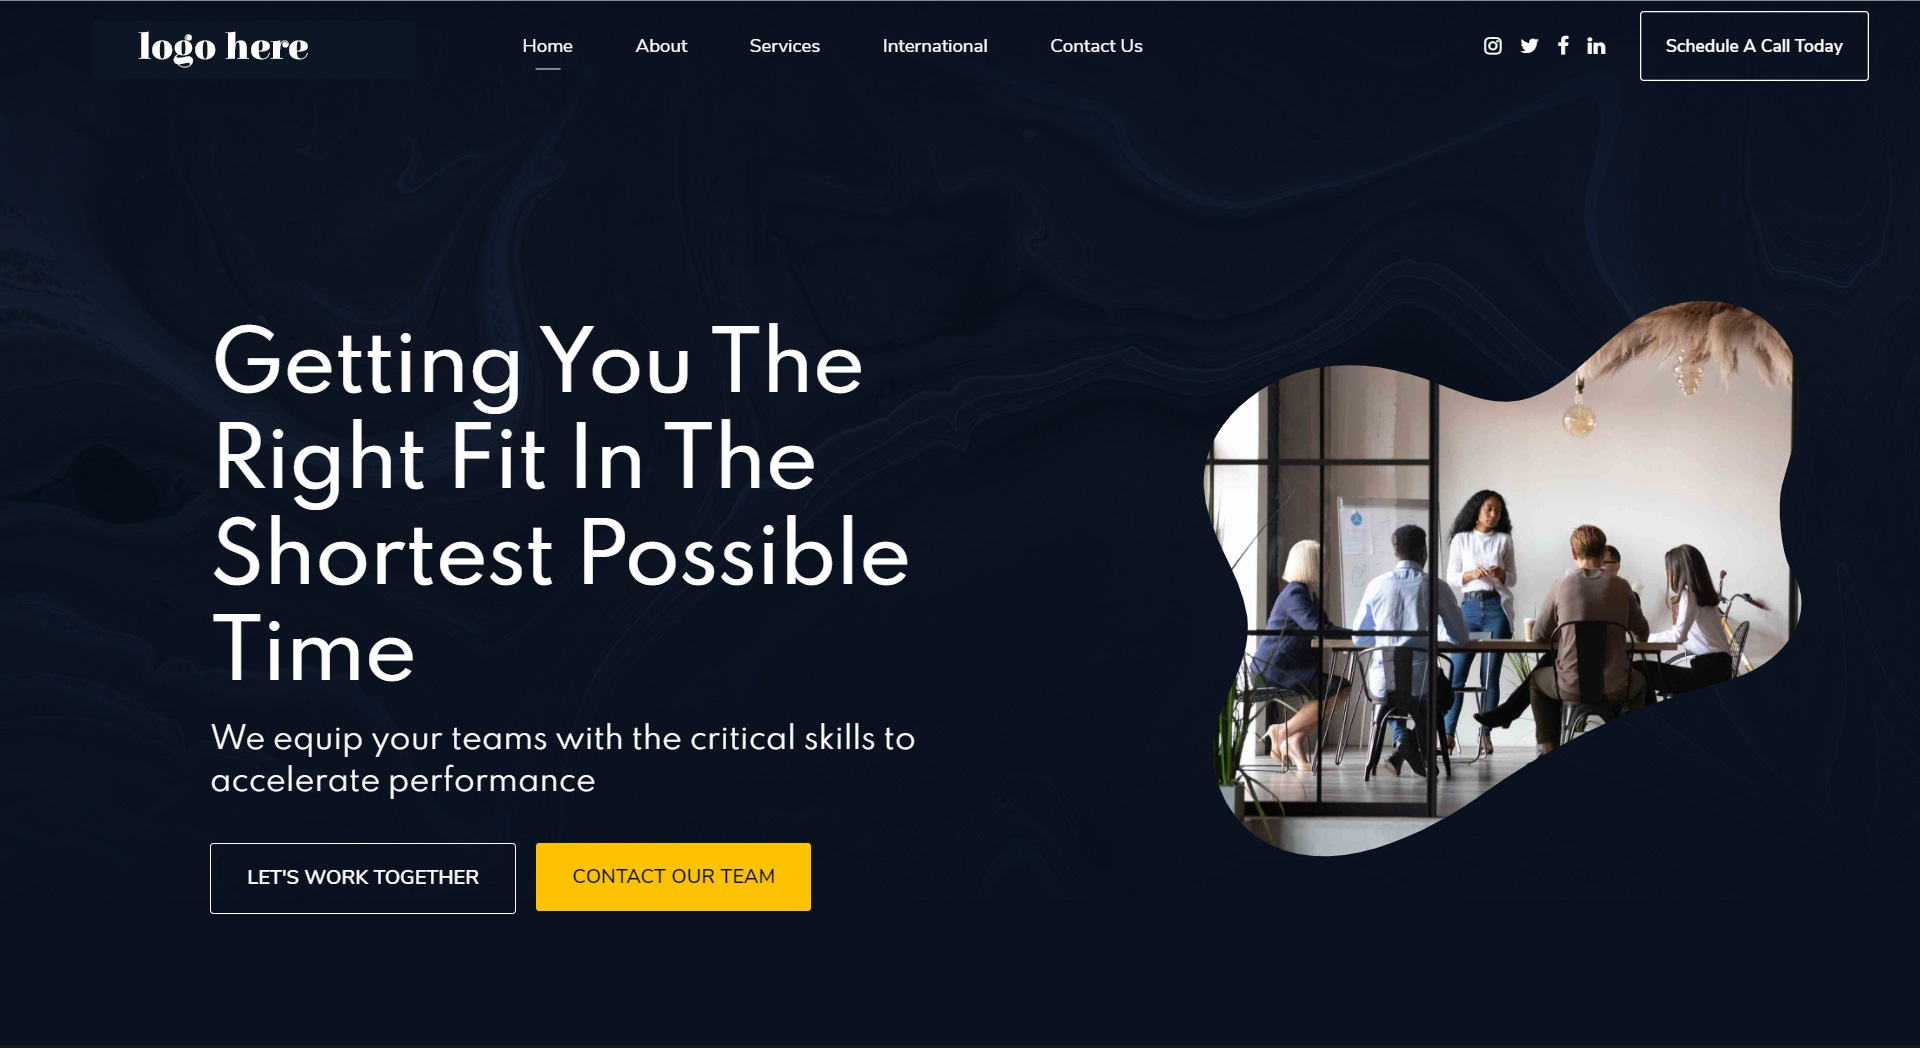 logo here
Home
About
Services
International
Contact Us
Schedule A Call Today
Getting You The
Right Fit In The
Shortest Possible
Time
We equip your teams with the critical skills to
accelerate performance
LET'S WORK TOGETHER
CONTACT OUR TEAM